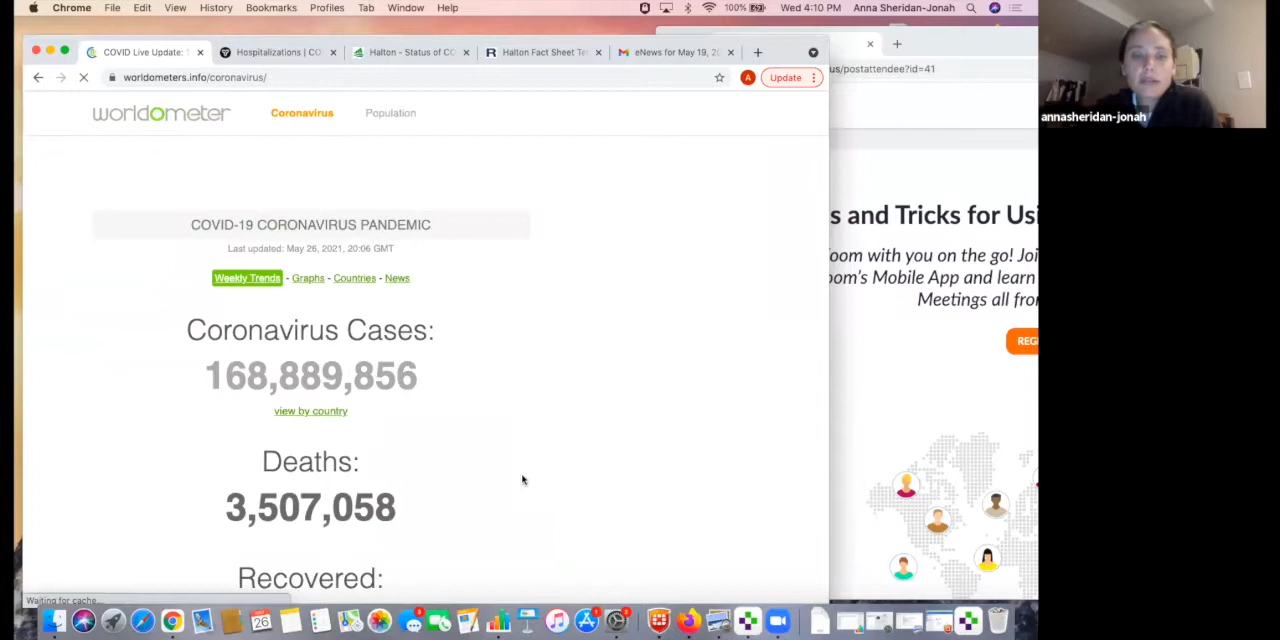 Chrome File Edit View History Bookmarks Profiles Tab Window Help 100% Wed 4:10 PM Anna Sheridan-Jonah
COVID Live Update: Hospitalizations | CO Halton - Status of CO Halton Fact Sheet Te eNews for May 19, 20
worldometers.info/coronavirus/ A Update
us/postattendee?id=41
annasheridan-jonah
worldometer Coronavirus Population
COVID-19 CORONAVIRUS PANDEMIC
Last updated: May 26, 2021, 20:06 GMT
Weekly Trends - Graphs - Countries - News
Coronavirus Cases:
168,889,856
view by country
Deaths:
3,507,058
Recovered:
s and Tricks for Usi
oom with you on the go! Joi
om's Mobile App and learn
Meetings all fro
REG
Waiting for cache...
26